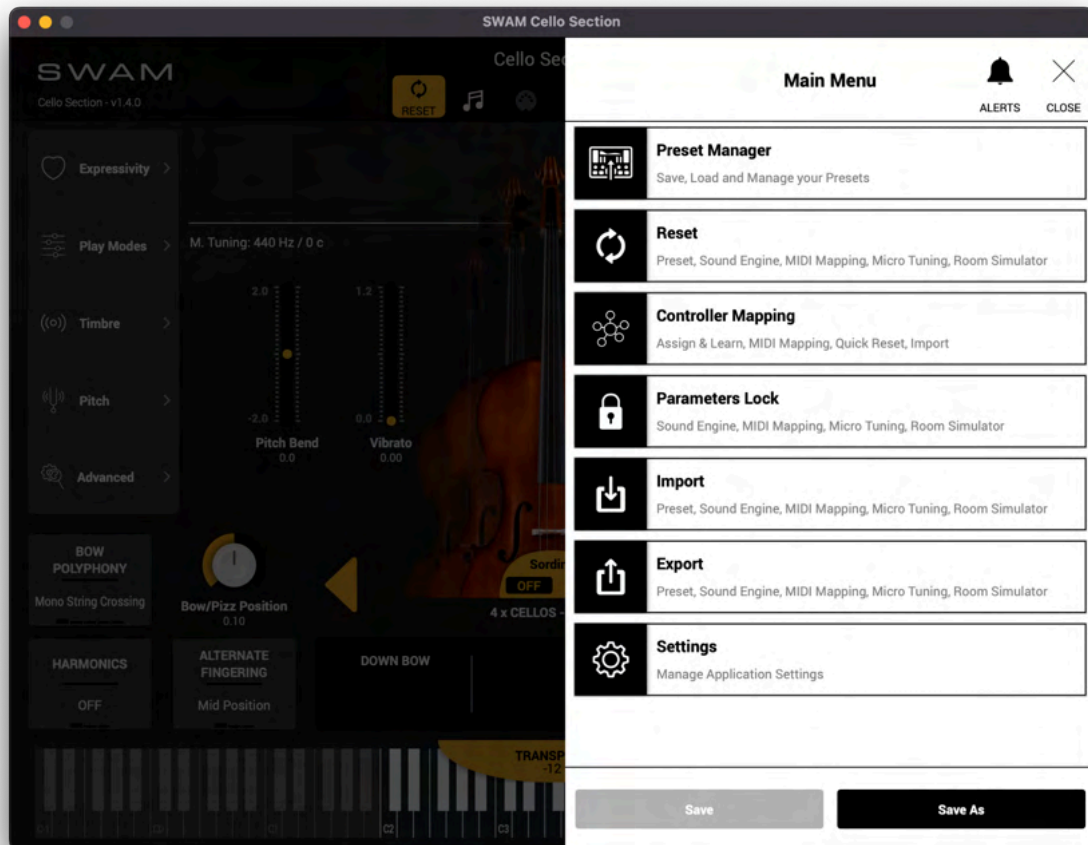 SWAM Cello Section
SWAM
Cello Section - v1.4.0
Cello Sec
RESET
Expressivity
Play Modes
Timbre
Pitch
Advanced
M. Tuning: 440 Hz / 0 c
2.0
1.2
-2.0
0.0
Pitch Bend
0.0
Vibrato
0.00
BOW
POLYPHONY
Mono String Crossing
Bow/Pizz Position
0.10
Sordin
OFF
4 x CELLOS -
HARMONICS
OFF
ALTERNATE
FINGERING
Mid Position
DOWN BOW
TRANSP
-12
C2
C3
Main Menu
ALERTS
CLOSE
Preset Manager
Save, Load and Manage your Presets
Reset
Preset, Sound Engine, MIDI Mapping, Micro Tuning, Room Simulator
Controller Mapping
Assign & Learn, MIDI Mapping, Quick Reset, Import
Parameters Lock
Sound Engine, MIDI Mapping, Micro Tuning, Room Simulator
Import
Preset, Sound Engine, MIDI Mapping, Micro Tuning, Room Simulator
Export
Preset, Sound Engine, MIDI Mapping, Micro Tuning, Room Simulator
Settings
Manage Application Settings
Save
Save As